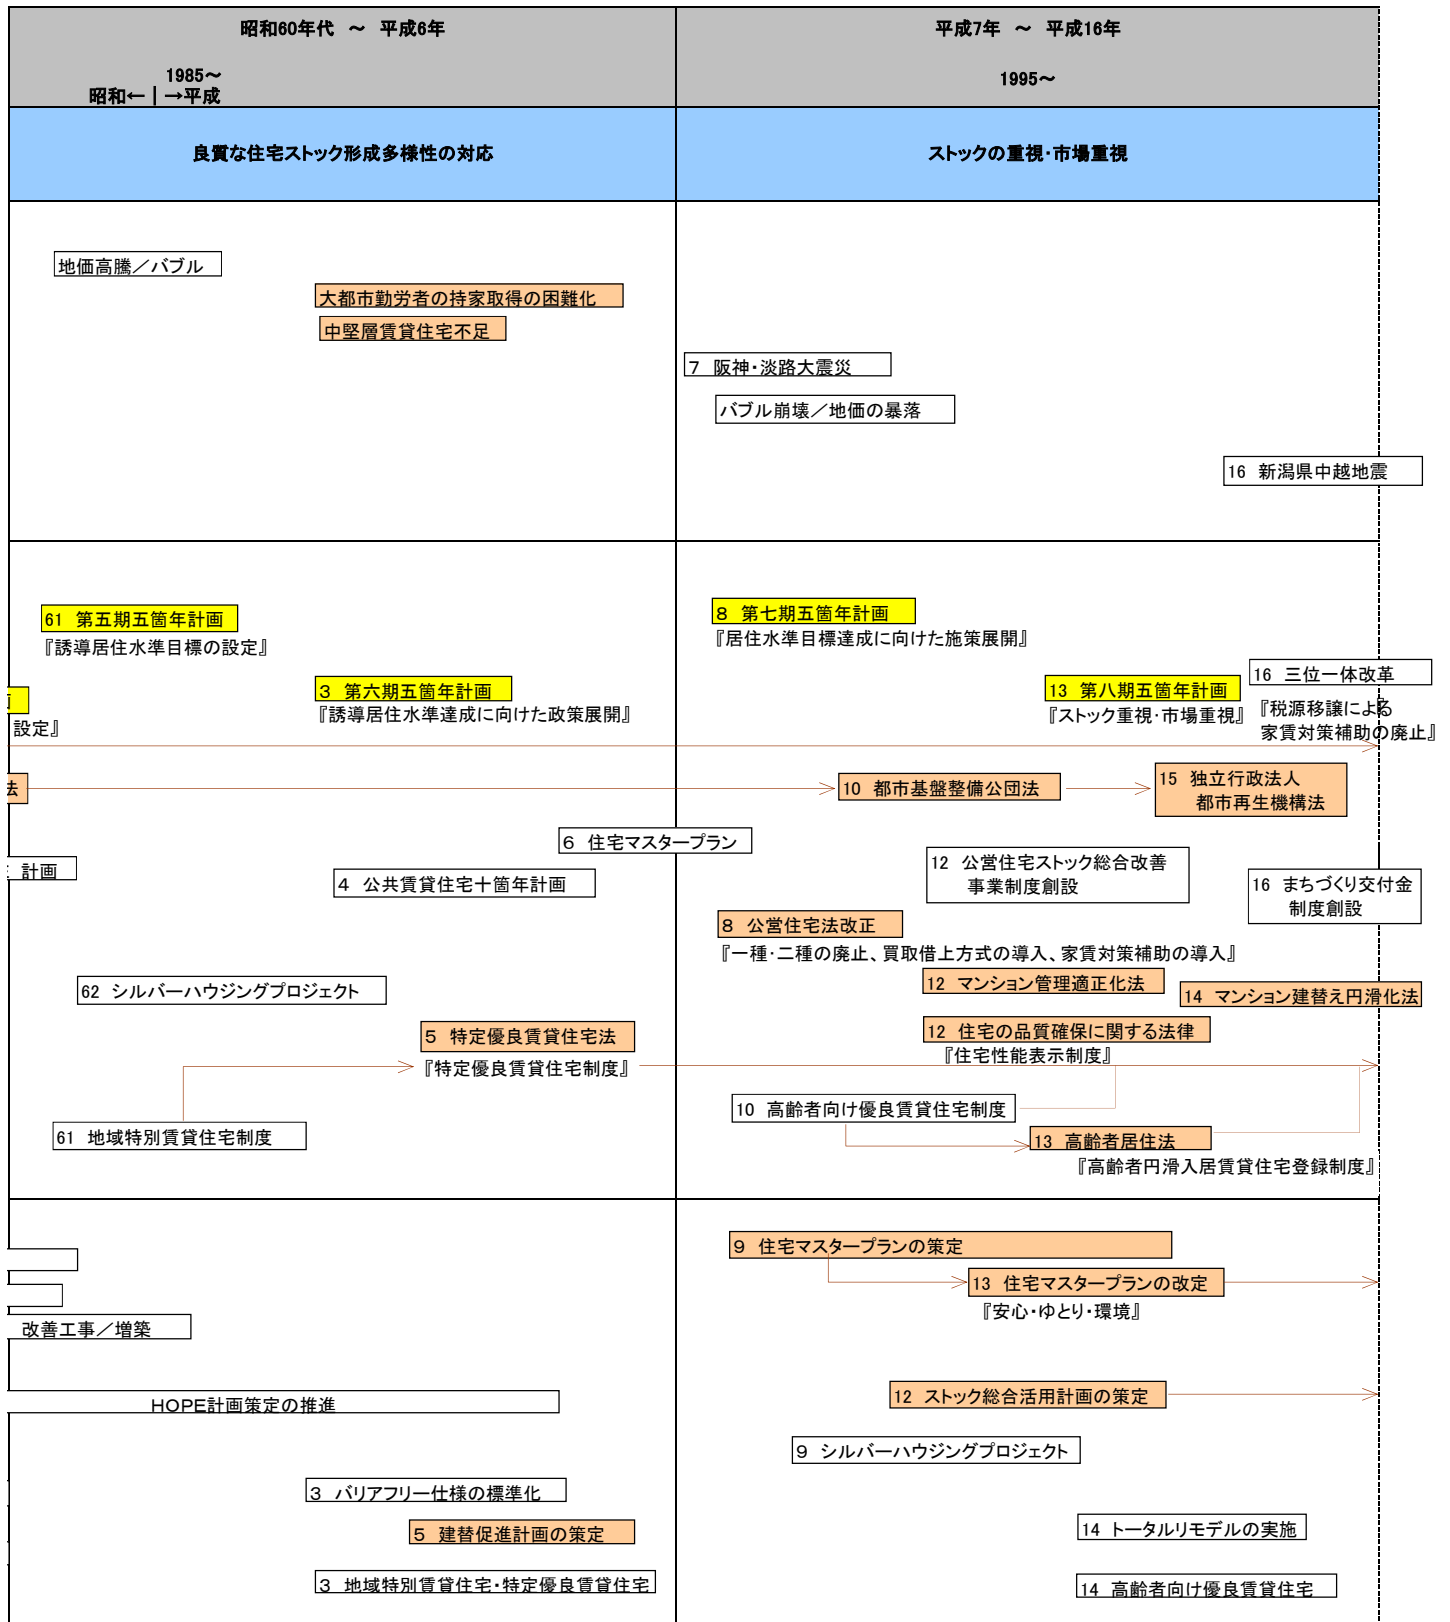 昭和60年代 ～ 平成6年
1985～
昭和←｜→平成
平成7年 ～ 平成16年
1995～
良質な住宅ストック形成多様性の対応
ストックの重視・市場重視
地価高騰／バブル
大都市勤労者の持家取得の困難化
中堅層賃貸住宅不足
7 阪神・淡路大震災
バブル崩壊／地価の暴落
16 新潟県中越地震
61 第五期五箇年計画
『誘導居住水準目標の設定』
8 第七期五箇年計画
『居住水準目標達成に向けた施策展開』
16 三位一体改革
『税源移譲による
家賃対策補助の廃止』
3 第六期五箇年計画
『誘導居住水準達成に向けた政策展開』
13 第八期五箇年計画
『ストック重視・市場重視』
設定』
法
10 都市基盤整備公団法
15 独立行政法人
都市再生機構法
6 住宅マスタープラン
計画
4 公共賃貸住宅十箇年計画
12 公営住宅ストック総合改善
事業制度創設
16 まちづくり交付金
制度創設
8 公営住宅法改正
『一種・二種の廃止、買取借上方式の導入、家賃対策補助の導入』
62 シルバーハウジングプロジェクト
12 マンション管理適正化法
14 マンション建替え円滑化法
5 特定優良賃貸住宅法
『特定優良賃貸住宅制度』
12 住宅の品質確保に関する法律
『住宅性能表示制度』
61 地域特別賃貸住宅制度
10 高齢者向け優良賃貸住宅制度
13 高齢者居住法
『高齢者円滑入居賃貸住宅登録制度』
9 住宅マスタープランの策定
13 住宅マスタープランの改定
『安心・ゆとり・環境』
改善工事／増築
HOPE計画策定の推進
12 ストック総合活用計画の策定
9 シルバーハウジングプロジェクト
3 バリアフリー仕様の標準化
5 建替促進計画の策定
14 トータルリモデルの実施
3 地域特別賃貸住宅・特定優良賃貸住宅
14 高齢者向け優良賃貸住宅